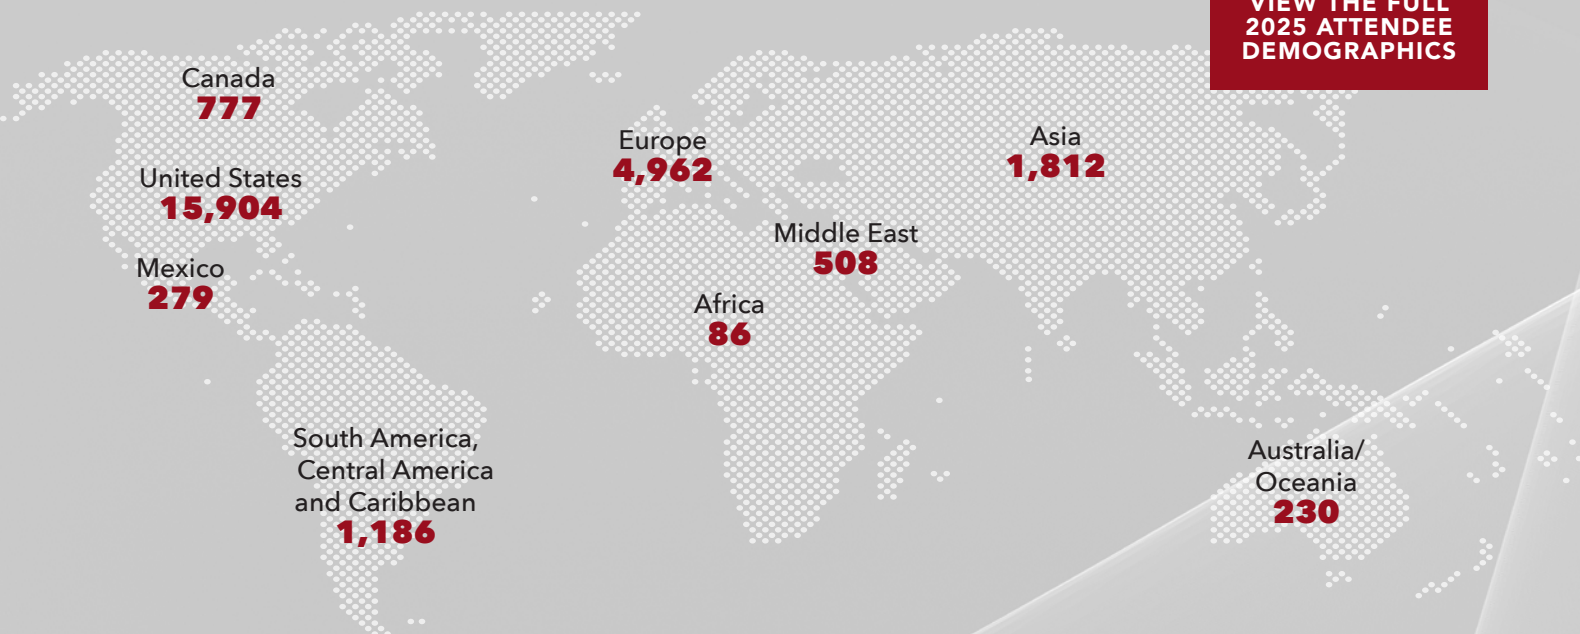 VIEW THE FULL
2025 ATTENDEE
DEMOGRAPHICS
Canada
777
United States
15,904
Mexico
279
Europe
4,962
Asia
1,812
Middle East
508
Africa
86
South America,
Central America
and Caribbean
1,186
Australia/
Oceania
230